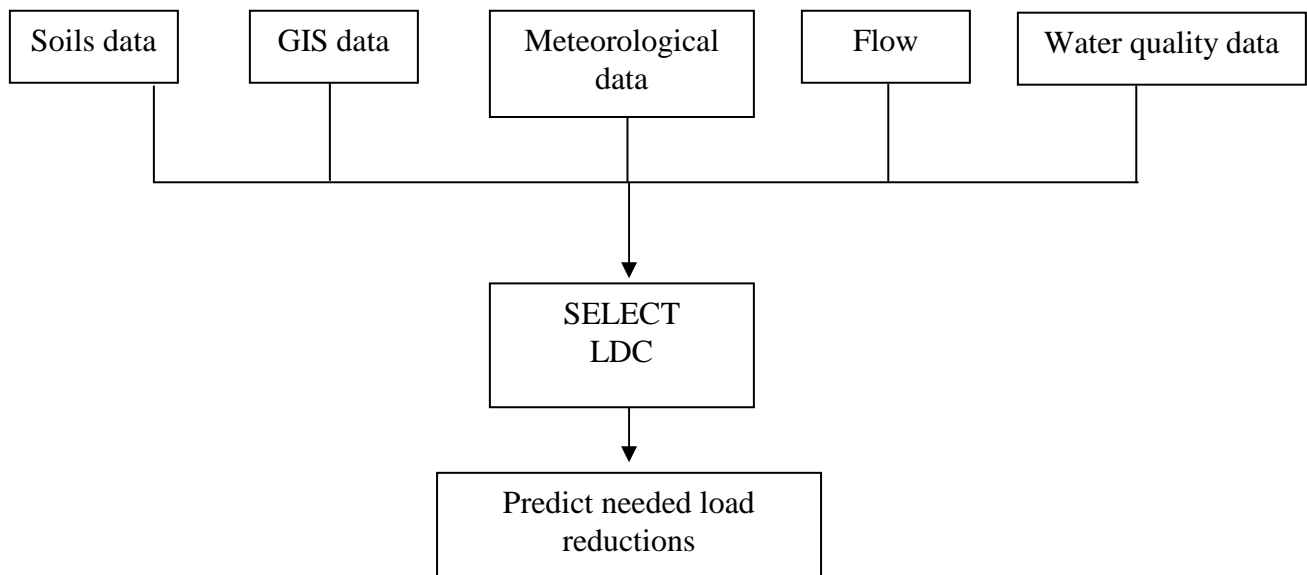 Soils data
GIS data
Meteorological
data
Flow
Water quality data
SELECT
LDC
Predict needed load
reductions